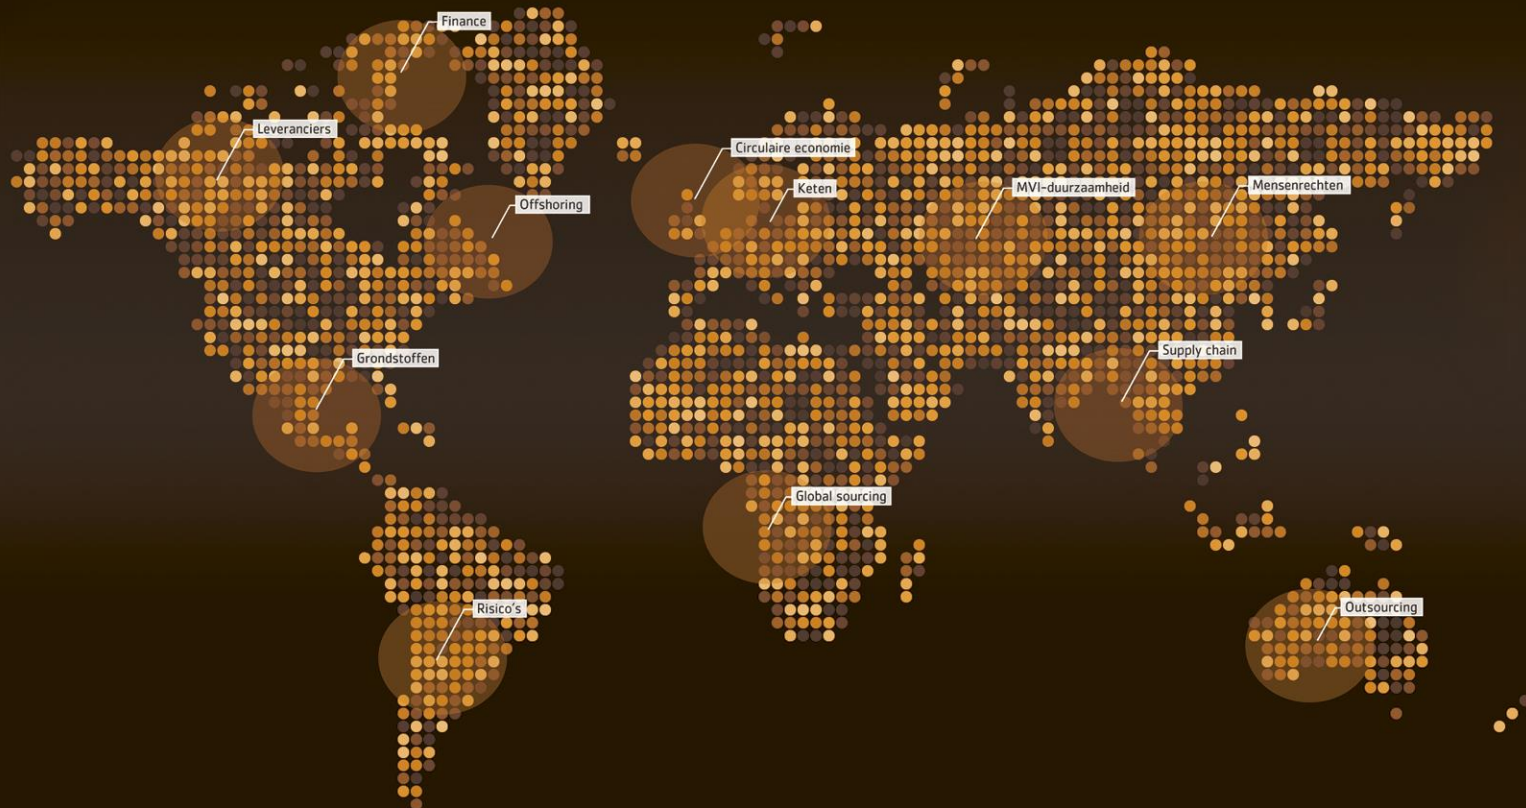 Finance
Leveranciers
Circulaire economie
Mensenrechten
MVI-duurzaamheid
Keten
Offshoring
Supply chain
Grondstoffen
Global sourcing
Outsourcing
Risico's